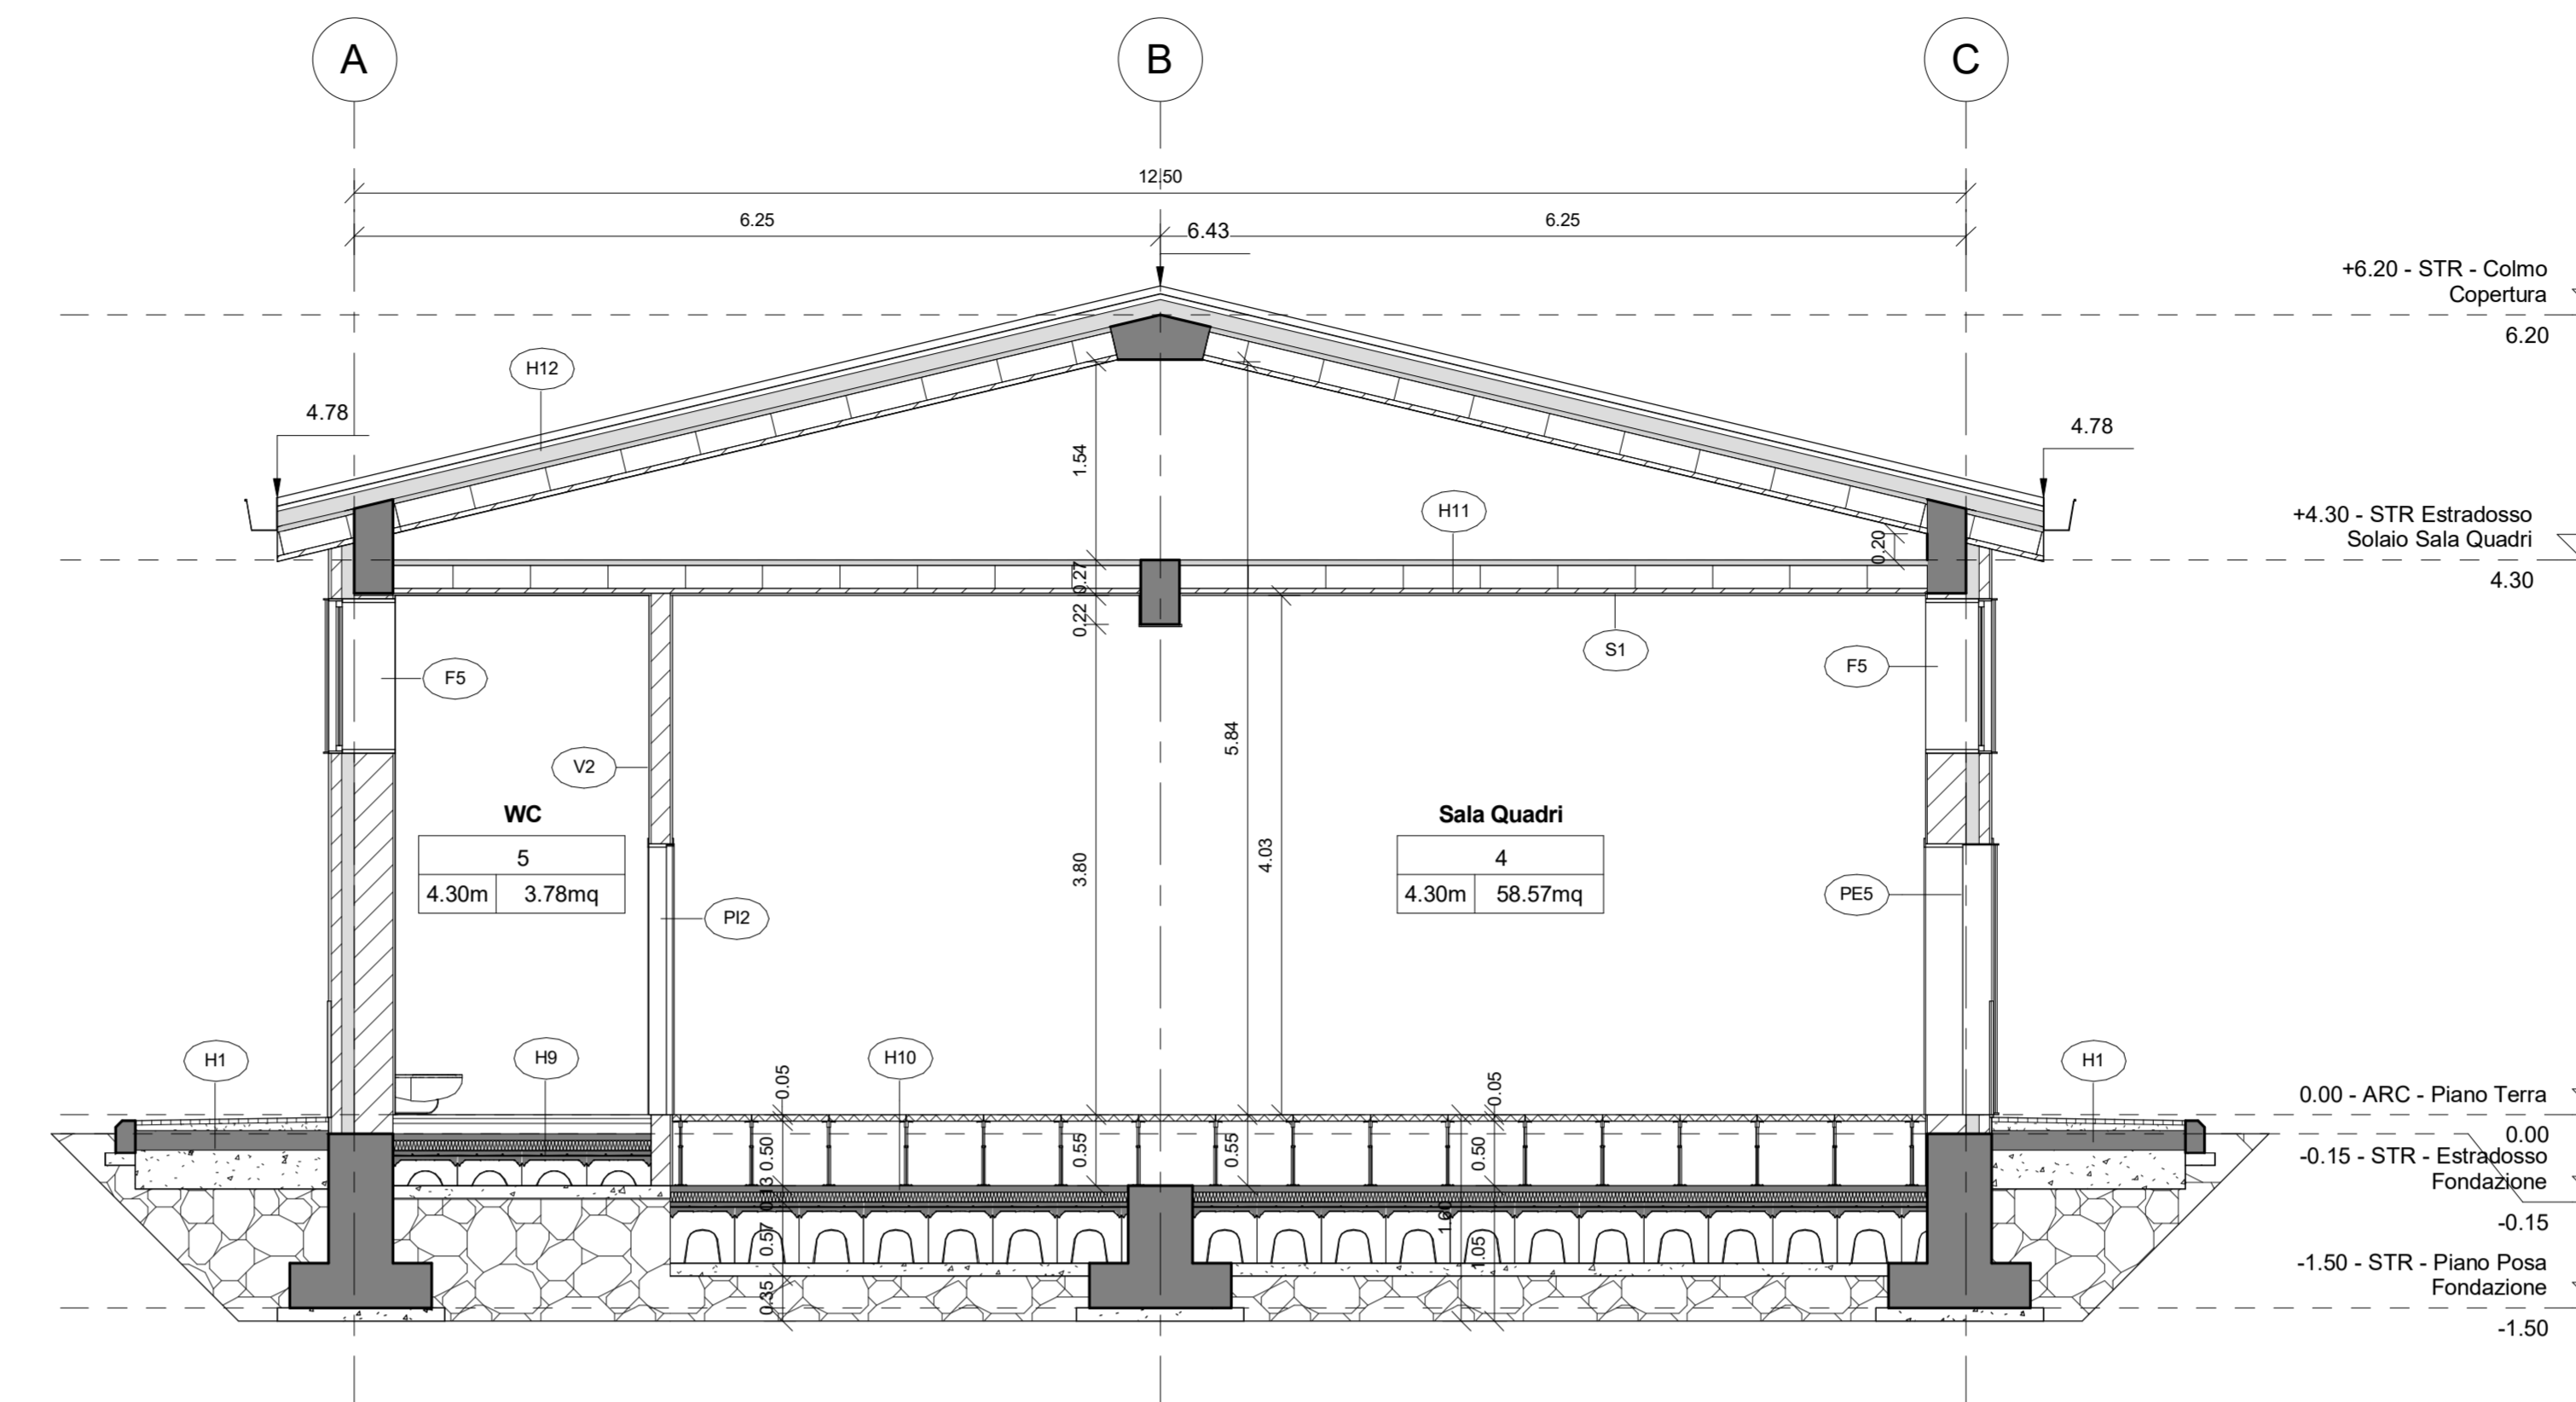 A
B
C
12.50
6.25
6.25
6.43
+6.20 - STR - Colmo
Copertura
6.20
H12
4.78
4.78
1.54
H11
+4.30 - STR Estradosso
Solaio Sala Quadri
4.30
0.20
0.27
0.22
S1
F5
F5
V2
5.84
WC
5
4.30m 3.78mq
Sala Quadri
4
4.30m 58.57mq
3.80
4.03
PE5
PI2
H1
H9
H10
H1
0.05
0.05
0.00 - ARC - Piano Terra
0.00
-0.15 - STR - Estradosso
Fondazione
-0.15
0.50
0.55
0.55
0.50
0.13
0.57
1.60
1.05
0.35
-1.50 - STR - Piano Posa
Fondazione
-1.50